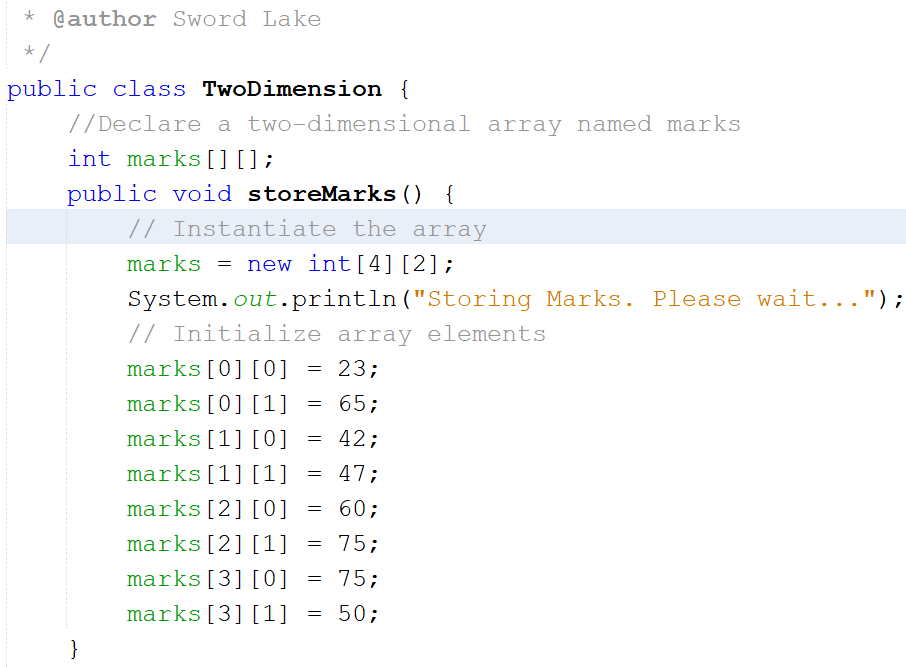 * @author Sword Lake
*/
public class TwoDimension {
//Declare a two-dimensional array named marks
int marks[][];
public void storeMarks() {
// Instantiate the array
marks = new int[4][2];
System.out.println("Storing Marks. Please wait...");
// Initialize array elements
marks[0][0] = 23;
marks[0][1] = 65;
marks[1][0] = 42;
marks[1][1] = 47;
marks[2][0] = 60;
marks[2][1] = 75;
marks[3][0] = 75;
marks[3][1] = 50;
}